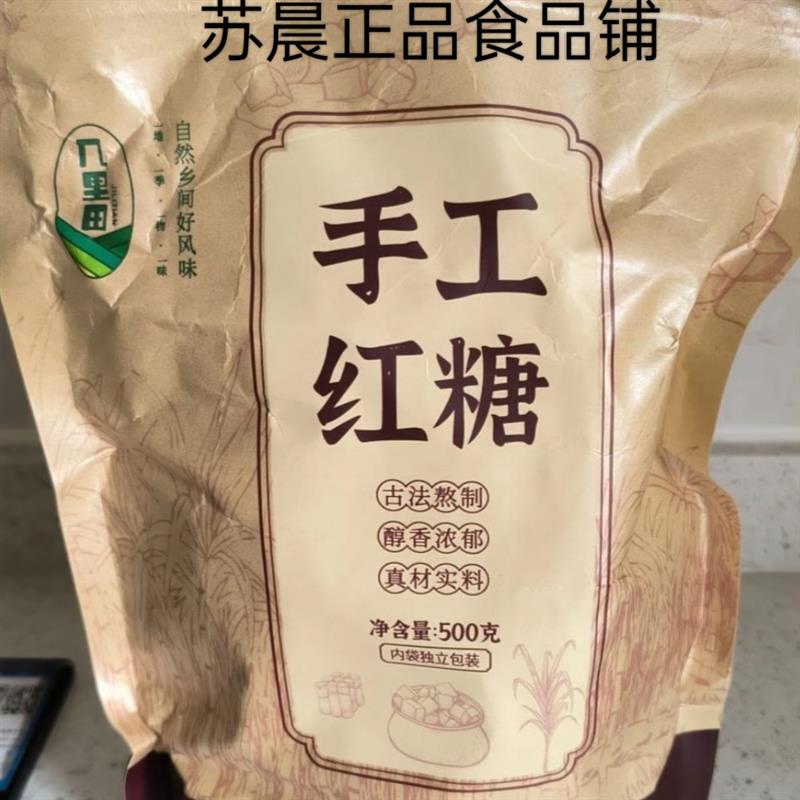 苏晨正品食品铺
几里田
JILITIAN
自然乡间好风味
一地·一季·一物·一味
手工
红糖
古法熬制
醇香浓郁
真材实料
净含量:500克
内袋独立包装